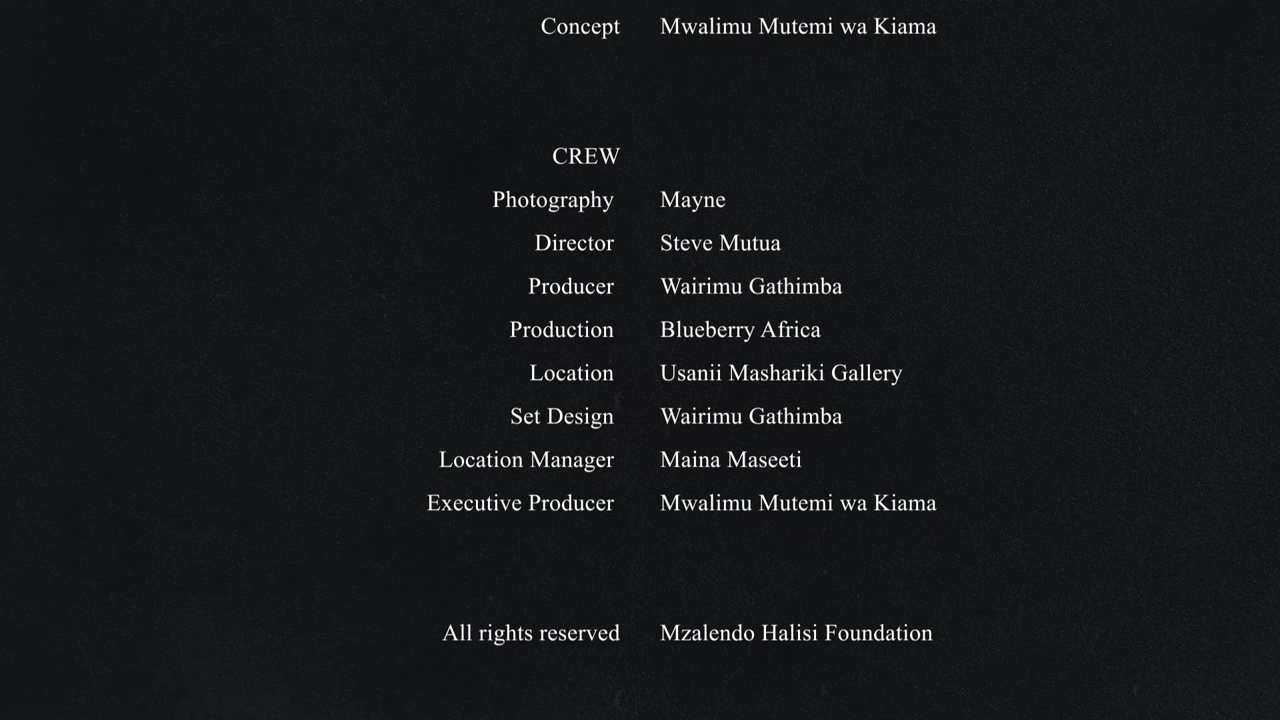 Concept Mwalimu Mutemi wa Kiama
CREW
Photography Mayne
Director Steve Mutua
Producer Wairimu Gathimba
Production Blueberry Africa
Location Usanii Mashariki Gallery
Set Design Wairimu Gathimba
Location Manager Maina Maseeti
Executive Producer Mwalimu Mutemi wa Kiama
All rights reserved Mzalendo Halisi Foundation